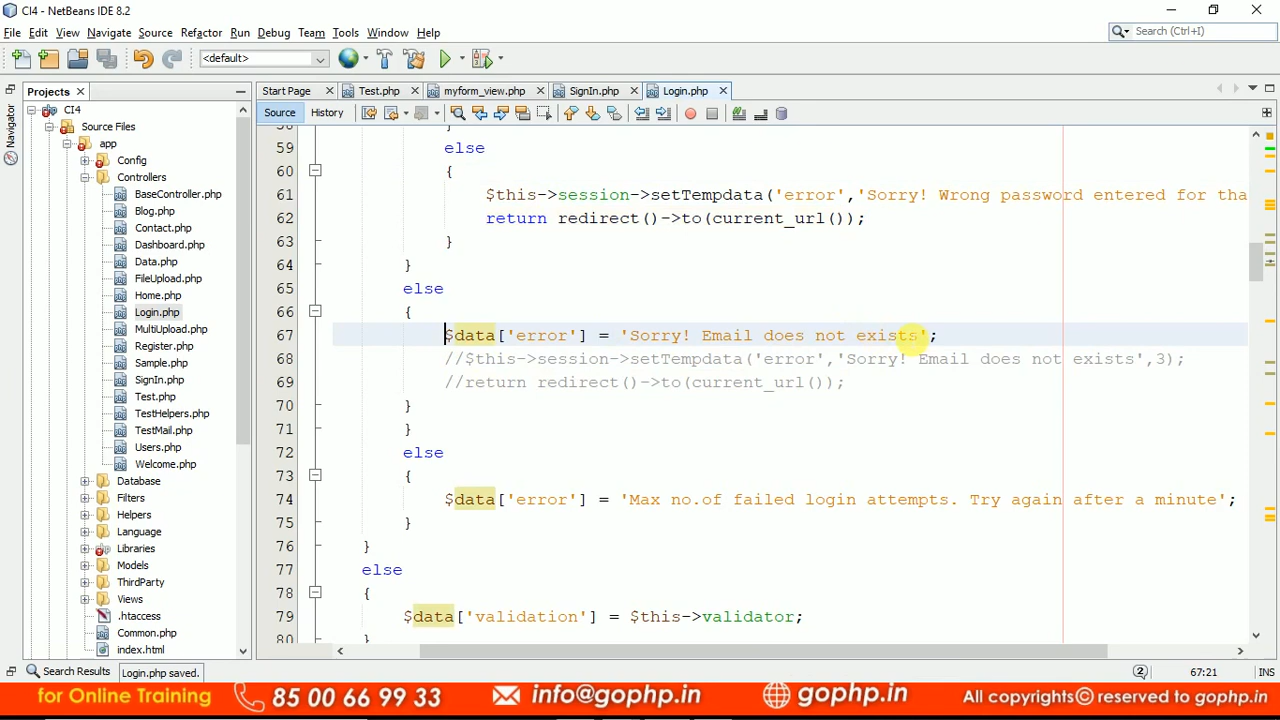 CI4 - NetBeans IDE 8.2
File Edit View Navigate Source Refactor Run Debug Team Tools Window Help
Search (Ctrl+I)
<default>
Projects
Start Page Test.php myform_view.php SignIn.php Login.php
Source History
Navigator
CI4
Source Files
app
Config
Controllers
BaseController.php
Blog.php
Contact.php
Dashboard.php
Data.php
FileUpload.php
Home.php
Login.php
MultiUpload.php
Register.php
Sample.php
SignIn.php
Test.php
TestHelpers.php
TestMail.php
Users.php
Welcome.php
Database
Filters
Helpers
Language
Libraries
Models
ThirdParty
Views
.htaccess
Common.php
index.html
58 }
59 else
60 {
61 $this->session->setTempdata('error','Sorry! Wrong password entered for tha
62 return redirect()->to(current_url());
63 }
64 }
65 else
66 {
67 $data['error'] = 'Sorry! Email does not exists';
68 //$this->session->setTempdata('error','Sorry! Email does not exists',3);
69 //return redirect()->to(current_url());
70 }
71 }
72 else
73 {
74 $data['error'] = 'Max no.of failed login attempts. Try again after a minute';
75 }
76 }
77 else
78 {
79 $data['validation'] = $this->validator;
80 }
Search Results Login.php saved. 2 67:21 INS
for Online Training 85 00 66 99 33 info@gophp.in gophp.in All copyrights© reserved to gophp.in